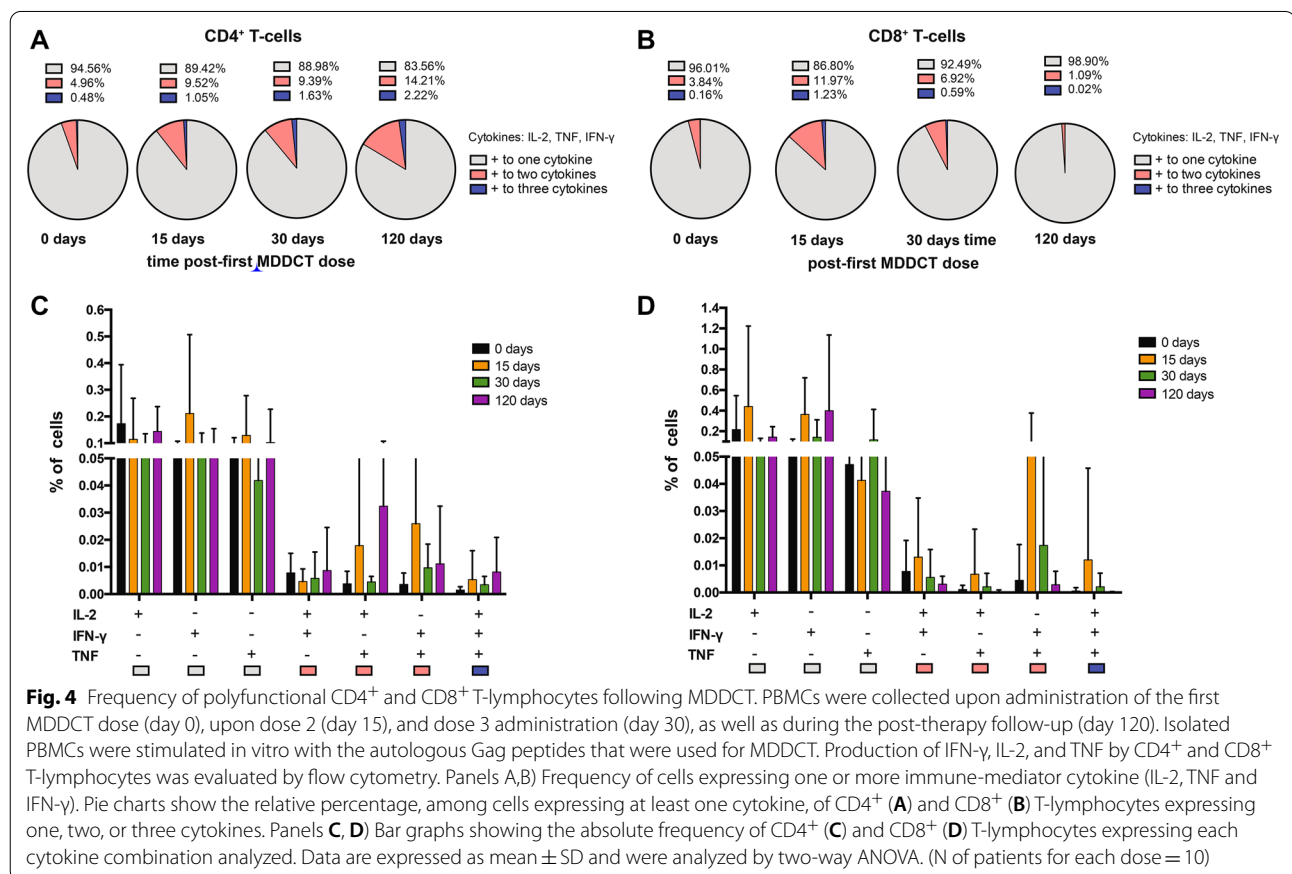 A
CD4⁺ T-cells
94.56% 89.42% 88.98% 83.56%
4.96% 9.52% 9.39% 14.21%
0.48% 1.05% 1.63% 2.22%
Cytokines: IL-2, TNF, IFN-γ
+ to one cytokine
+ to two cytokines
+ to three cytokines
0 days 15 days 30 days 120 days
time post-first MDDCT dose
B
CD8⁺ T-cells
96.01% 86.80% 92.49% 98.90%
3.84% 11.97% 6.92% 1.09%
0.16% 1.23% 0.59% 0.02%
Cytokines: IL-2, TNF, IFN-γ
+ to one cytokine
+ to two cytokines
+ to three cytokines
0 days 15 days 30 days time 120 days
post-first MDDCT dose
C
% of cells
0.6
0.5
0.4
0.3
0.2
0.1
0.05
0.04
0.03
0.02
0.01
0.00
0 days
15 days
30 days
120 days
IL-2 + - - + + - +
IFN-γ - + - + - + +
TNF - - + - + + +
D
% of cells
1.4
1.2
1.0
0.8
0.6
0.4
0.2
0.05
0.04
0.03
0.02
0.01
0.00
0 days
15 days
30 days
120 days
IL-2 + - - + + - +
IFN-γ - + - + - + +
TNF - - + - + + +
Fig. 4 Frequency of polyfunctional CD4⁺ and CD8⁺ T-lymphocytes following MDDCT. PBMCs were collected upon administration of the first
MDDCT dose (day 0), upon dose 2 (day 15), and dose 3 administration (day 30), as well as during the post-therapy follow-up (day 120). Isolated
PBMCs were stimulated in vitro with the autologous Gag peptides that were used for MDDCT. Production of IFN-γ, IL-2, and TNF by CD4⁺ and CD8⁺
T-lymphocytes was evaluated by flow cytometry. Panels A,B) Frequency of cells expressing one or more immune-mediator cytokine (IL-2, TNF and
IFN-γ). Pie charts show the relative percentage, among cells expressing at least one cytokine, of CD4⁺ (A) and CD8⁺ (B) T-lymphocytes expressing
one, two, or three cytokines. Panels C, D) Bar graphs showing the absolute frequency of CD4⁺ (C) and CD8⁺ (D) T-lymphocytes expressing each
cytokine combination analyzed. Data are expressed as mean ± SD and were analyzed by two-way ANOVA. (N of patients for each dose = 10)